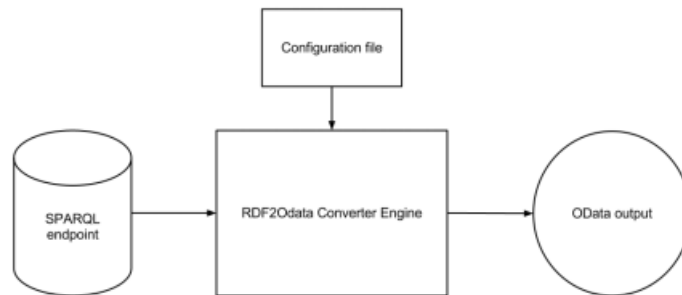 Configuration file
SPARQL
endpoint
RDF2Odata Converter Engine
OData output